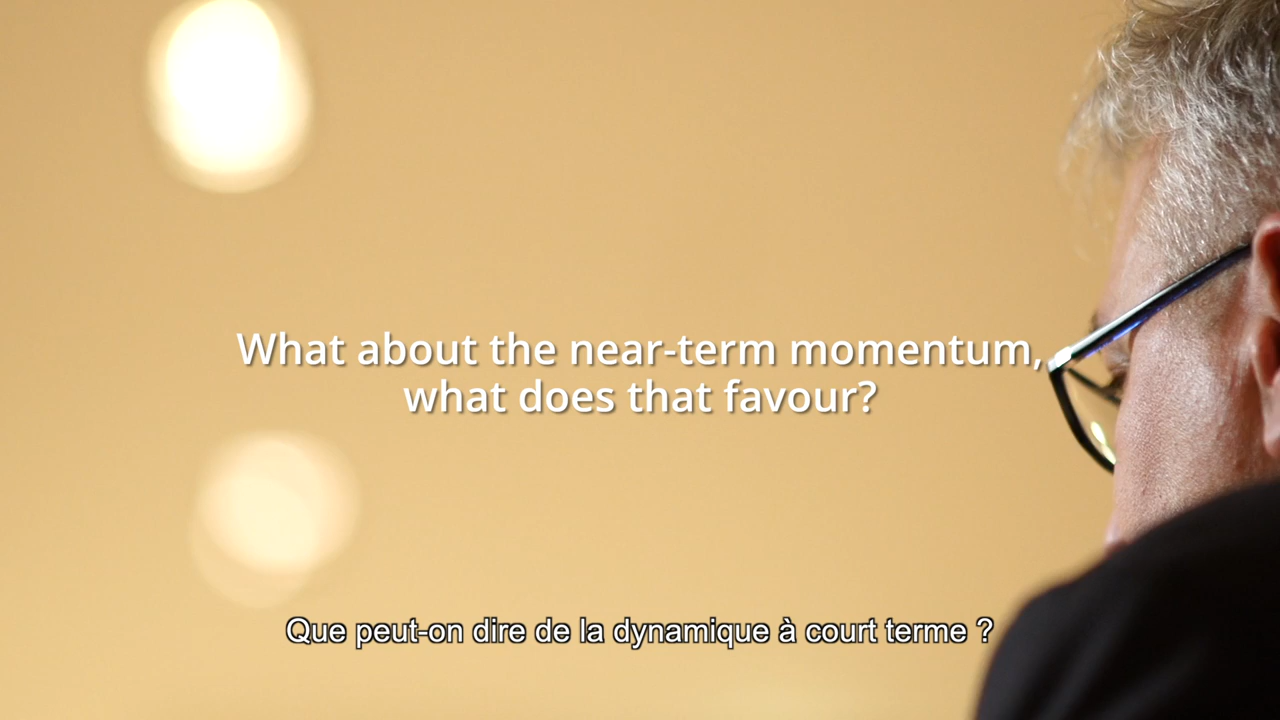 What about the near-term momentum,
what does that favour?
Que peut-on dire de la dynamique à court terme ?